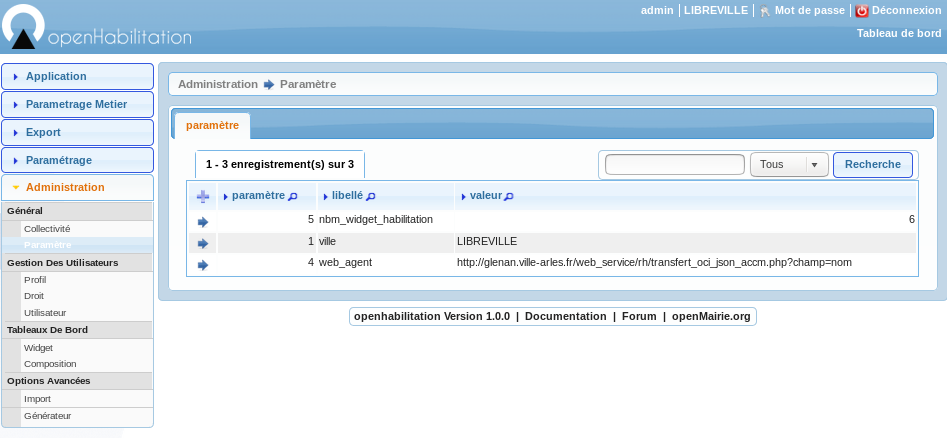 admin | LIBREVILLE | Mot de passe | Déconnexion
openHabilitation
Tableau de bord
Application
Parametrage Metier
Export
Paramétrage
Administration
Général
Collectivité
Paramètre
Gestion Des Utilisateurs
Profil
Droit
Utilisateur
Tableaux De Bord
Widget
Composition
Options Avancées
Import
Générateur
Administration Paramètre
paramètre
1 - 3 enregistrement(s) sur 3
Tous Recherche
paramètre libellé valeur
5 nbm_widget_habilitation 6
1 ville LIBREVILLE
4 web_agent http://glenan.ville-arles.fr/web_service/rh/transfert_oci_json_accm.php?champ=nom
openhabilitation Version 1.0.0 | Documentation | Forum | openMairie.org